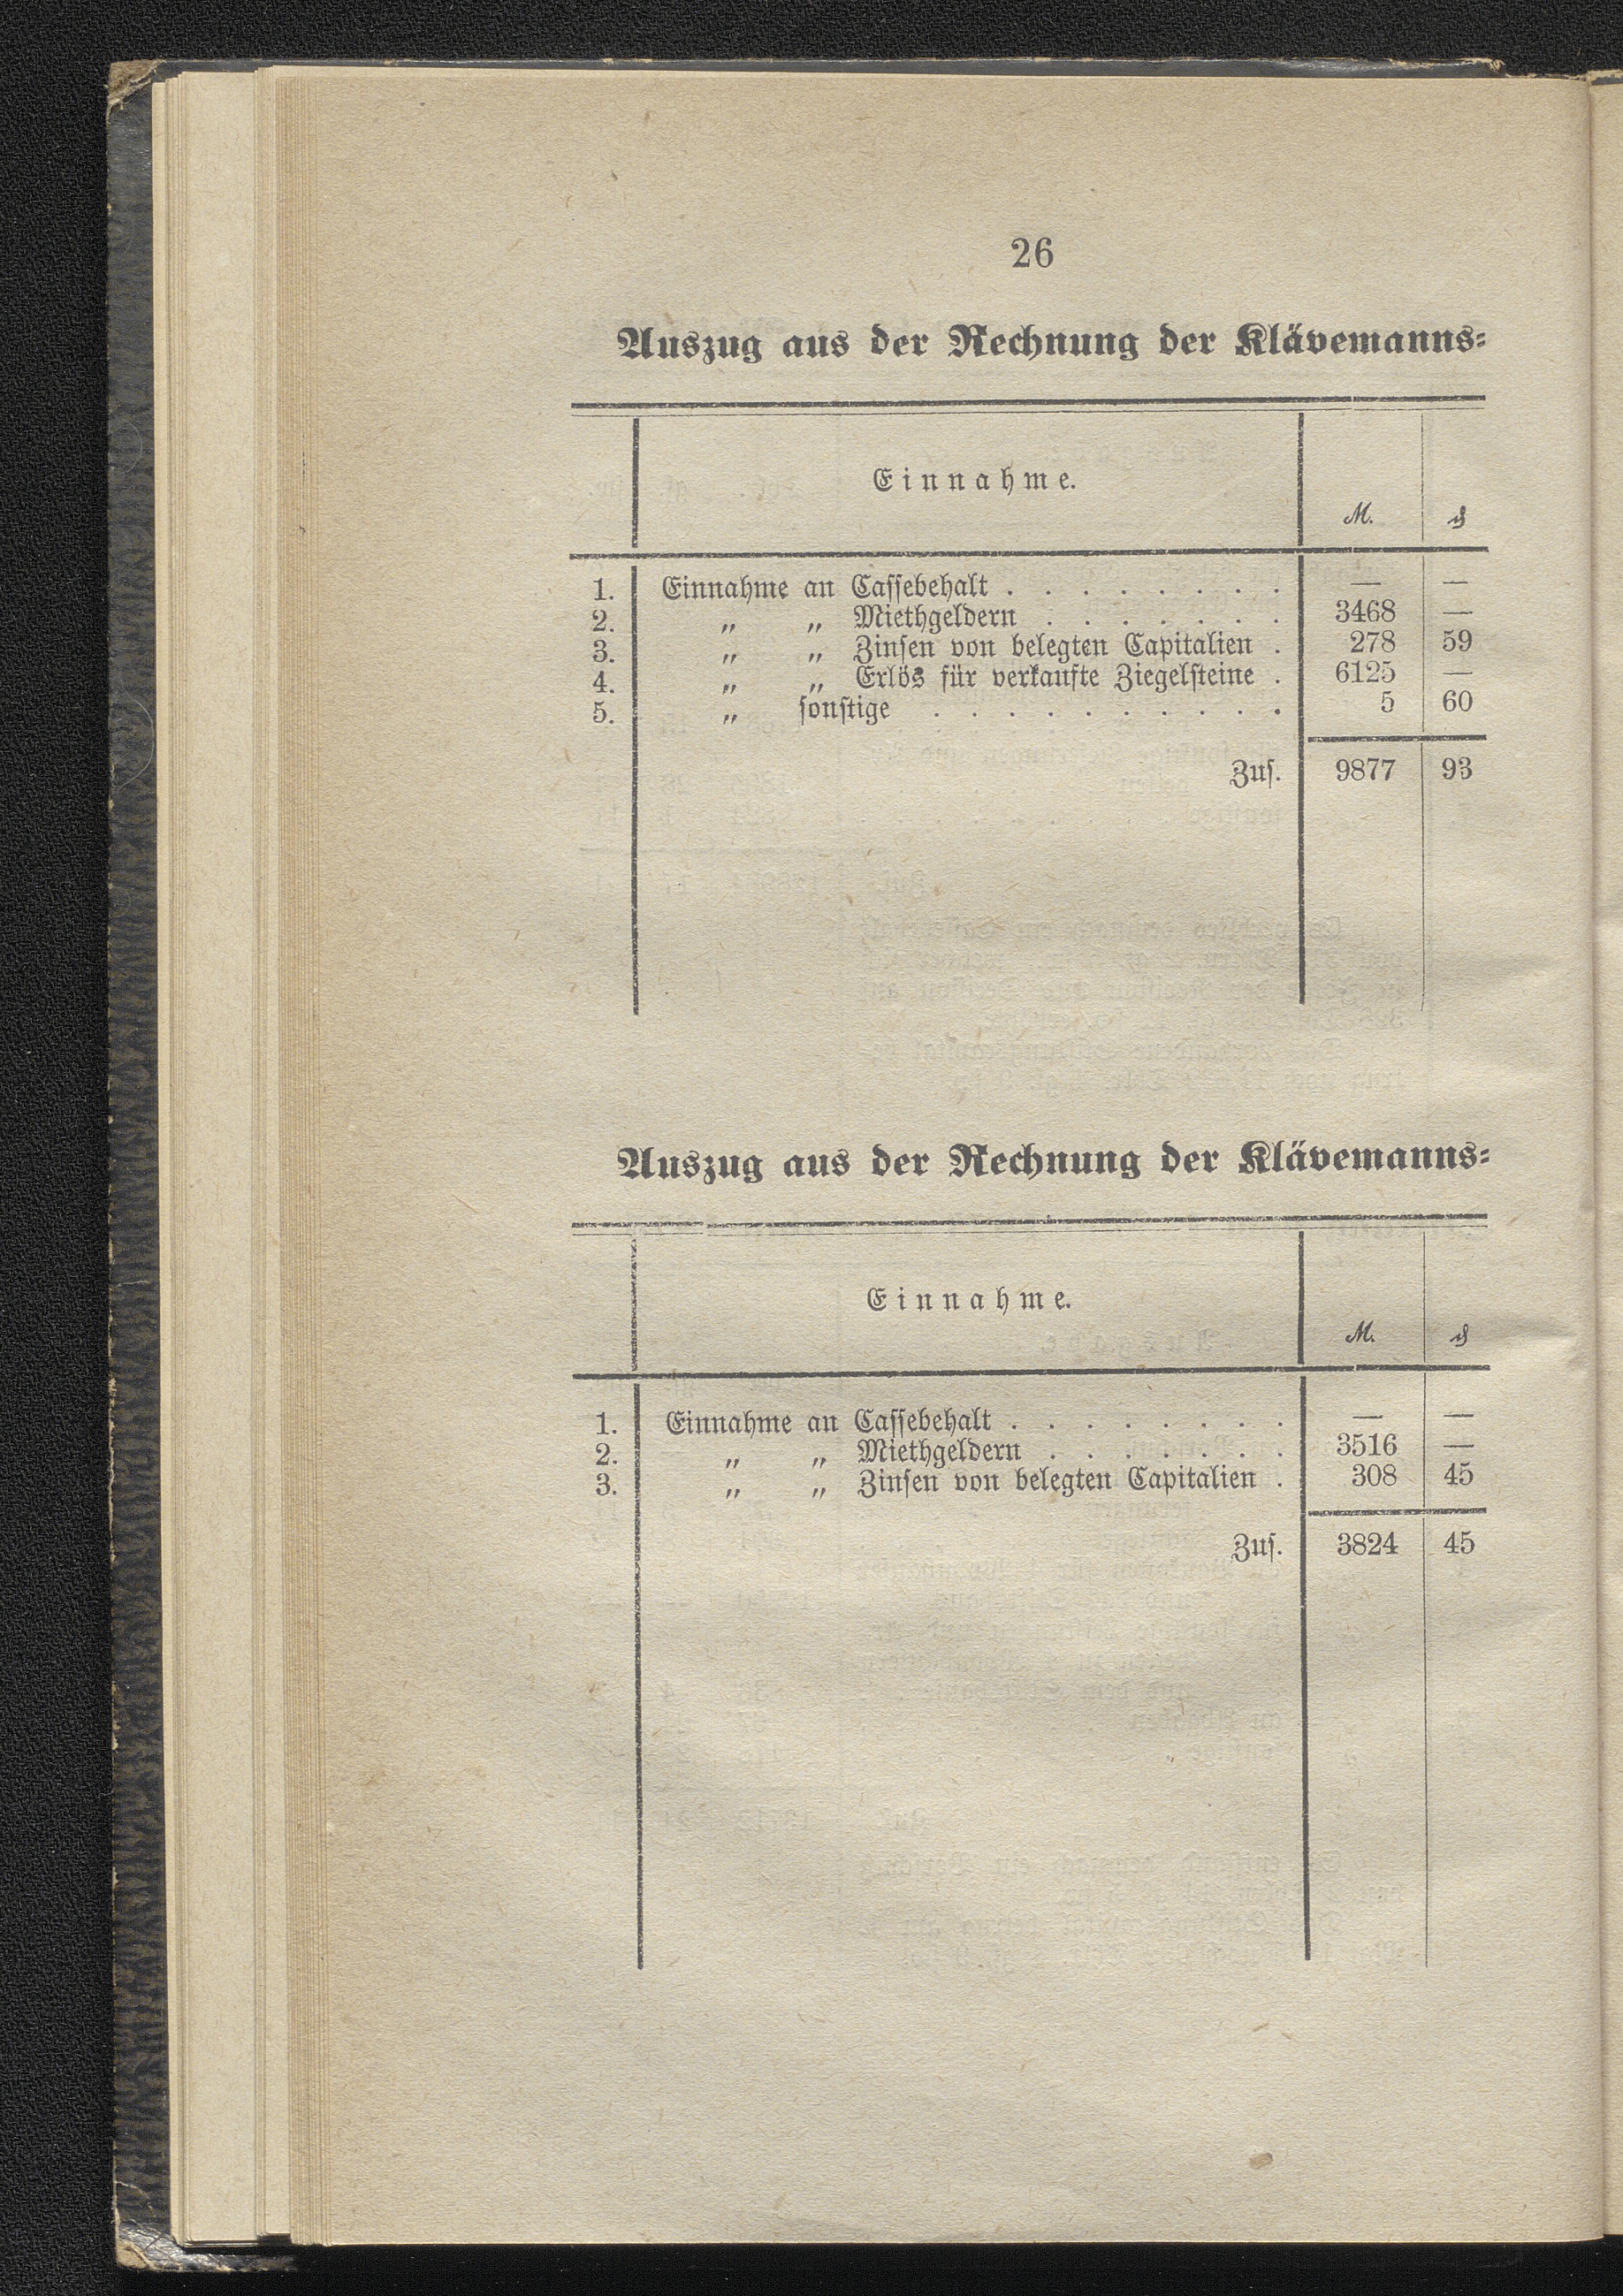 26
Auszug aus der Rechnung der Klävemanns=
Einnahme.
M. ₰
1. Einnahme an Cassebehalt . . . . . . . . — —
2. „ „ Miethgeldern . . . . . . . 3468 —
3. „ „ Zinsen von belegten Capitalien . 278 59
4. „ „ Erlös für verkaufte Ziegelsteine . 6125 —
5. „ sonstige . . . . . . . . . . 5 60
Zus. 9877 93
Auszug aus der Rechnung der Klävemanns=
Einnahme.
M. ₰
1. Einnahme an Cassebehalt . . . . . . . . — —
2. „ „ Miethgeldern . . . . . . . 3516 —
3. „ „ Zinsen von belegten Capitalien . 308 45
Zus. 3824 45